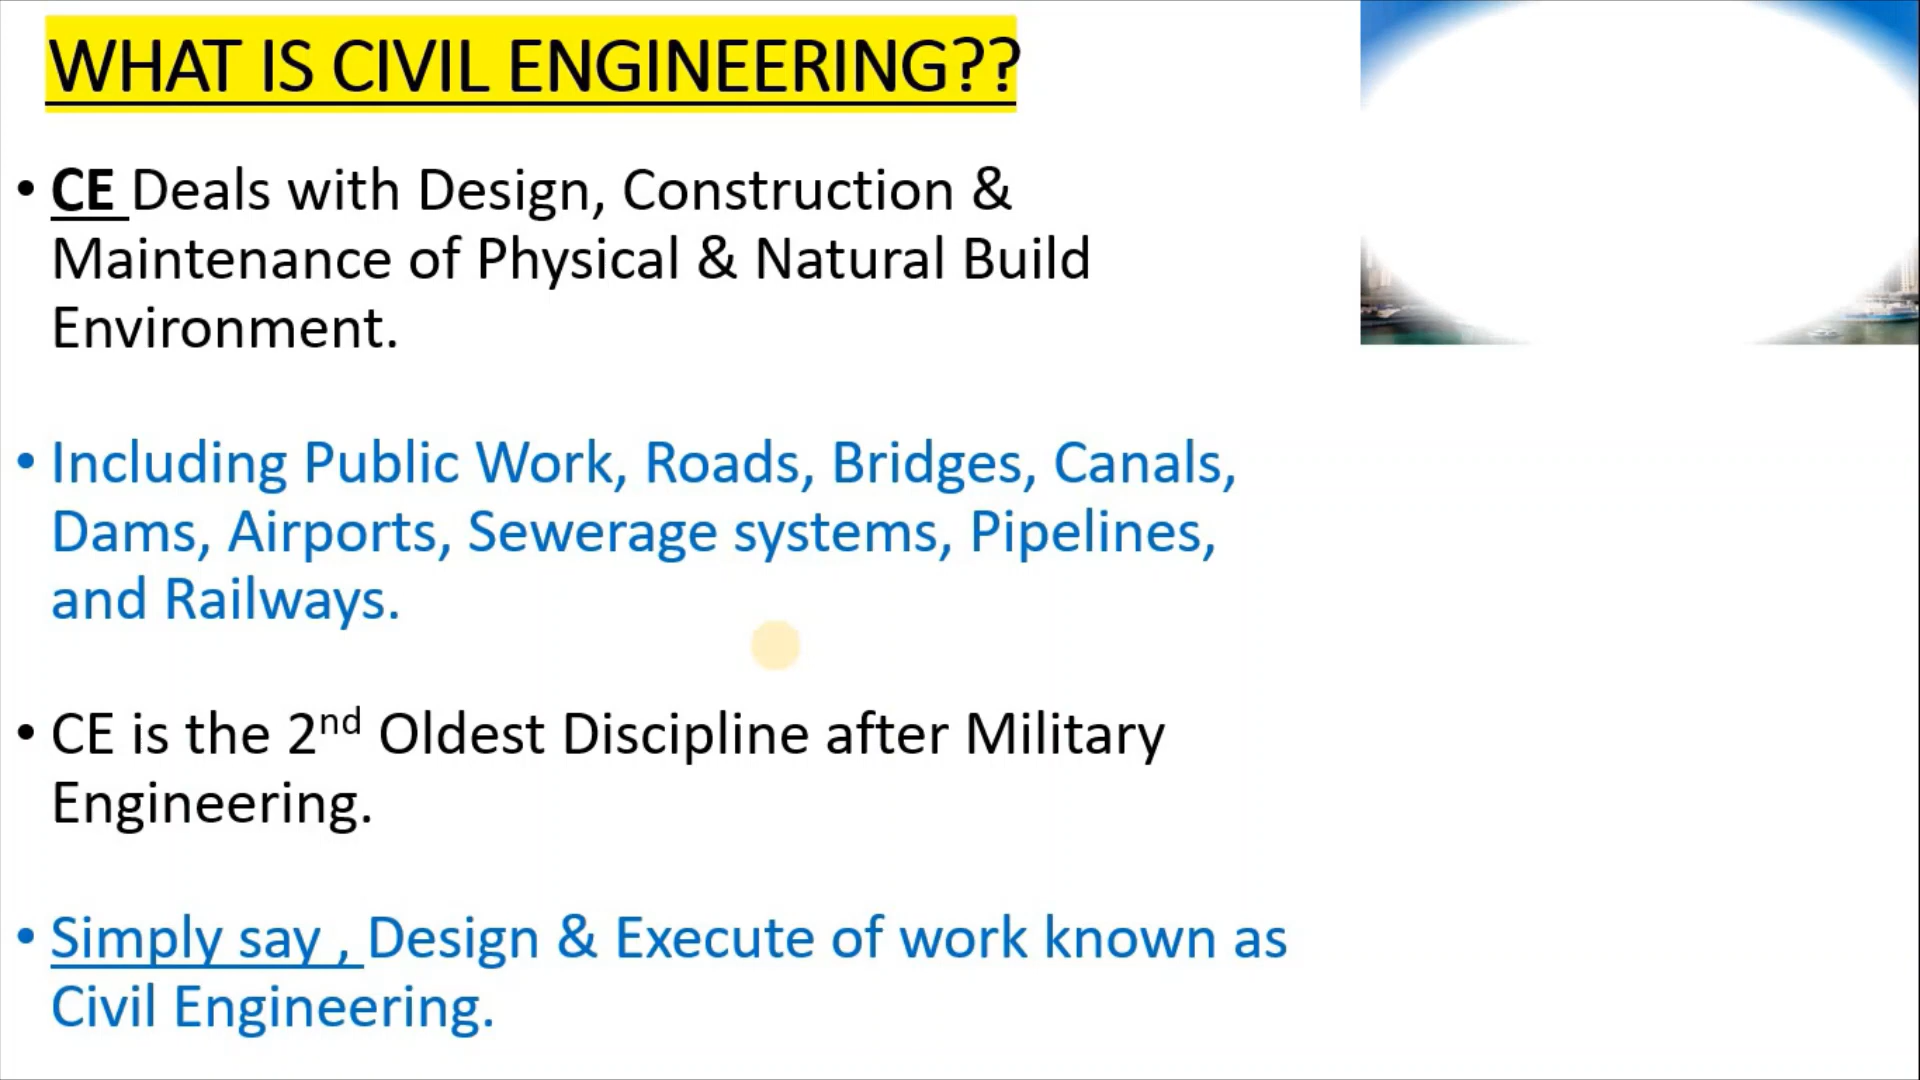 WHAT IS CIVIL ENGINEERING??
• CE Deals with Design, Construction &
Maintenance of Physical & Natural Build
Environment.
• Including Public Work, Roads, Bridges, Canals,
Dams, Airports, Sewerage systems, Pipelines,
and Railways.
• CE is the 2nd Oldest Discipline after Military
Engineering.
• Simply say , Design & Execute of work known as
Civil Engineering.